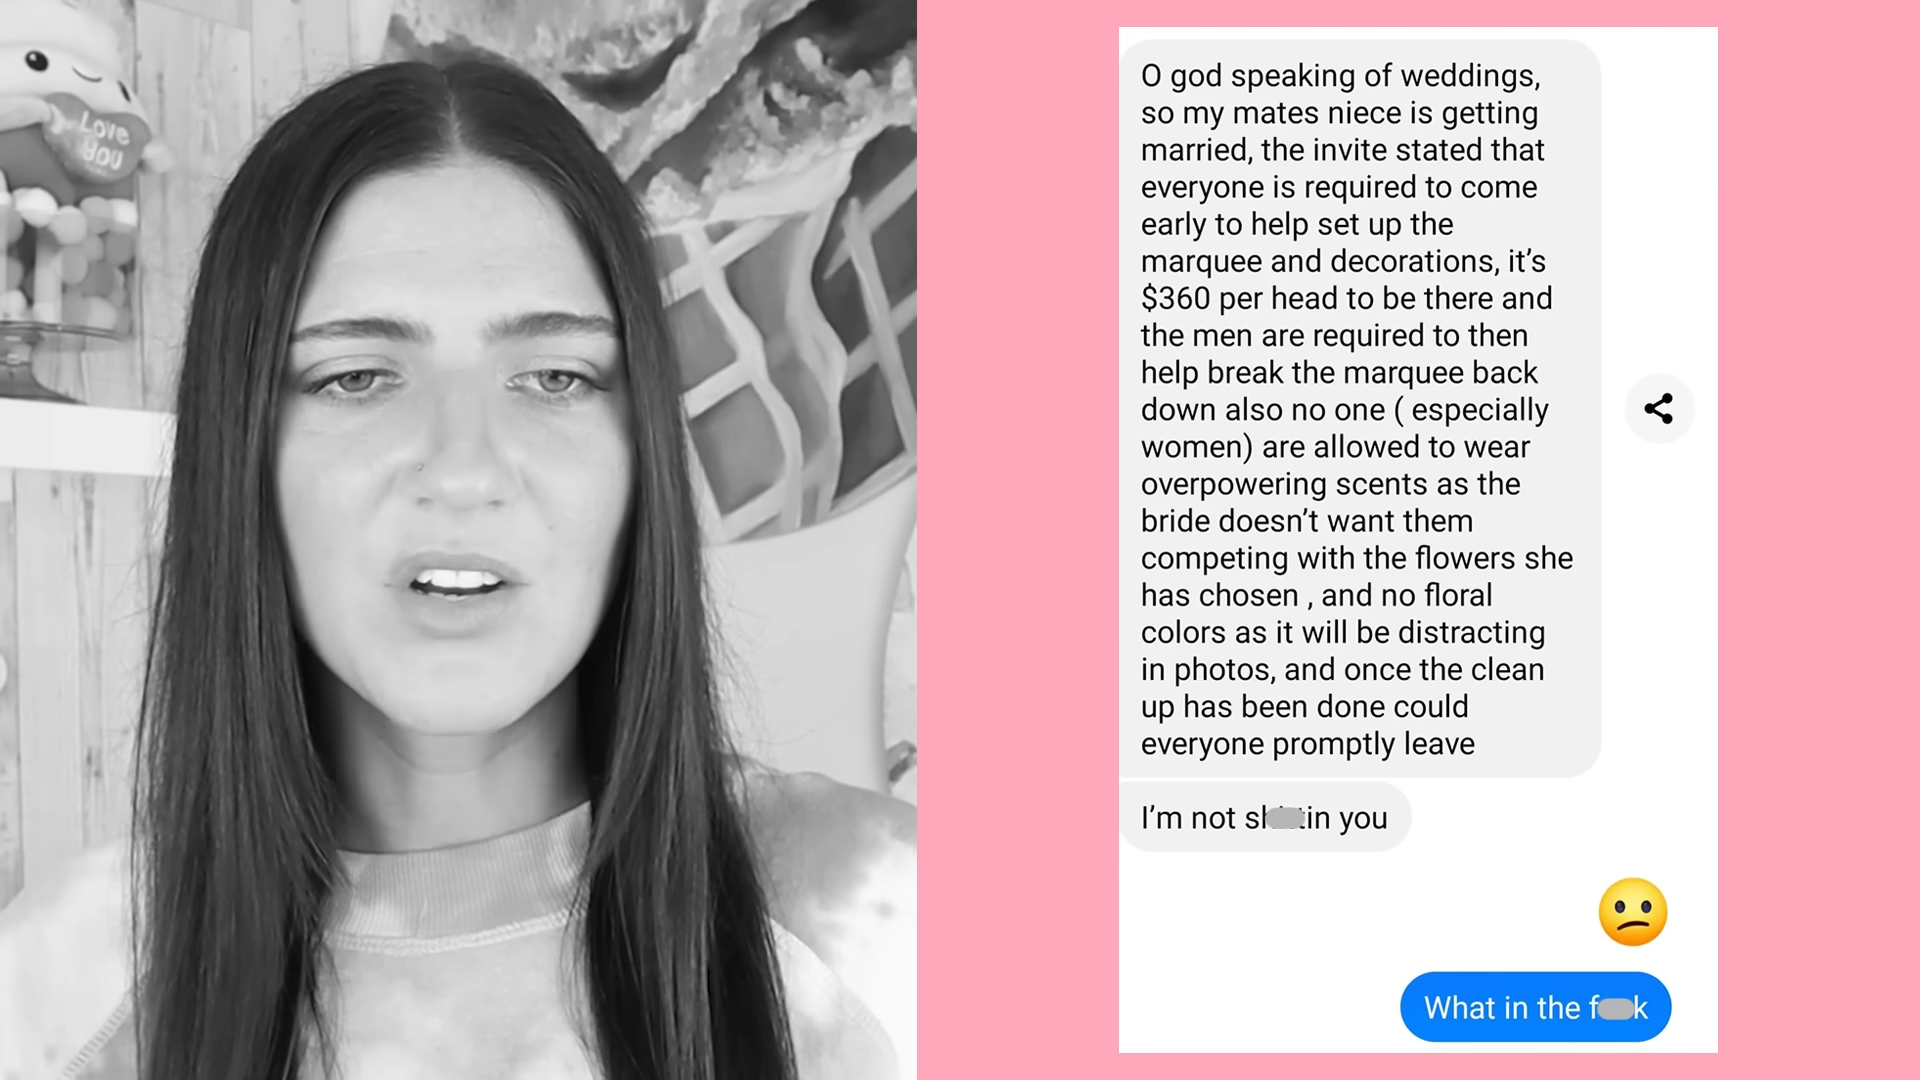 Love
you
O god speaking of weddings,
so my mates niece is getting
married, the invite stated that
everyone is required to come
early to help set up the
marquee and decorations, it's
$360 per head to be there and
the men are required to then
help break the marquee back
down also no one ( especially
women) are allowed to wear
overpowering scents as the
bride doesn't want them
competing with the flowers she
has chosen , and no floral
colors as it will be distracting
in photos, and once the clean
up has been done could
everyone promptly leave
I'm not you
What in the